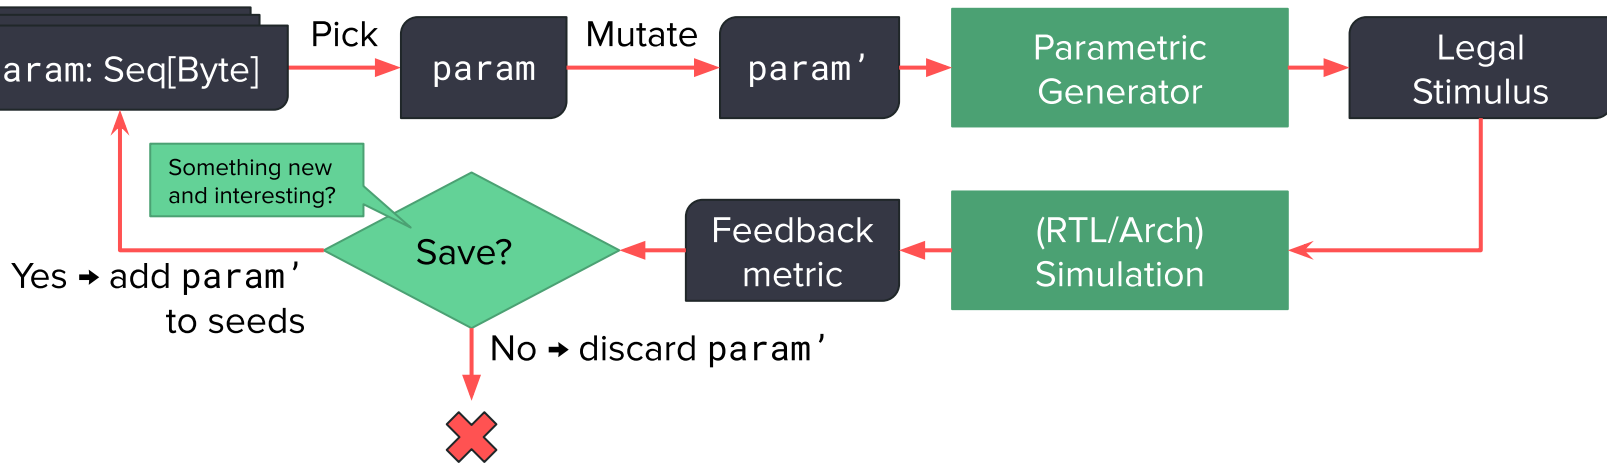 aram: Seq[Byte]
Pick
param
Mutate
param’
Parametric
Generator
Legal
Stimulus
Something new
and interesting?
Save?
Feedback
metric
(RTL/Arch)
Simulation
Yes → add param’
to seeds
No → discard param’